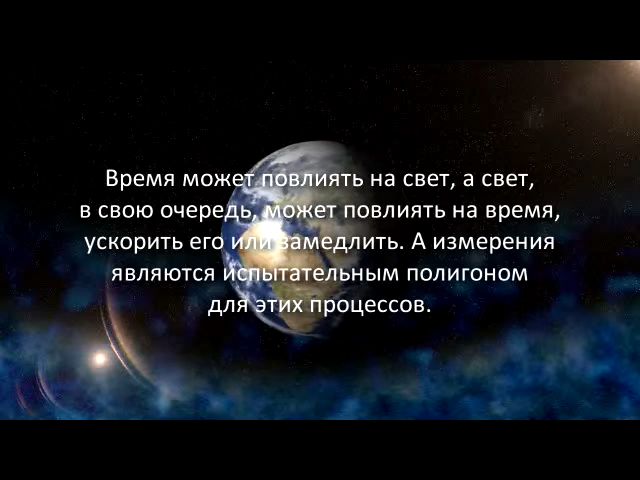 Время может повлиять на свет, а свет,
в свою очередь, может повлиять на время,
ускорить его или замедлить. А измерения
являются испытательным полигоном
для этих процессов.